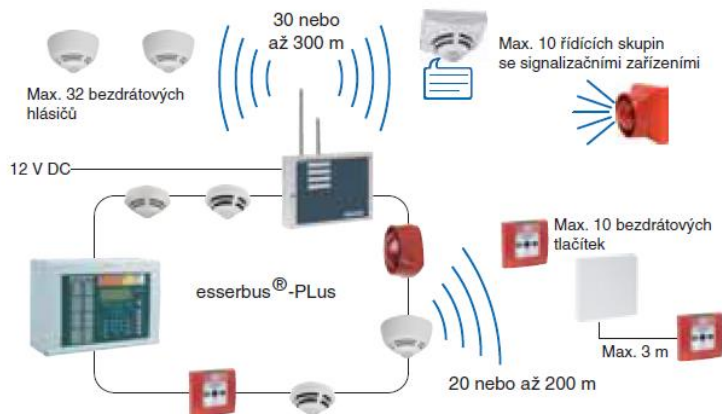 30 nebo
až 300 m
Max. 10 řídících skupin
se signalizačními zařízeními
Max. 32 bezdrátových
hlásičů
12 V DC
Max. 10 bezdrátových
tlačítek
esserbus®-PLus
Max. 3 m
20 nebo až 200 m